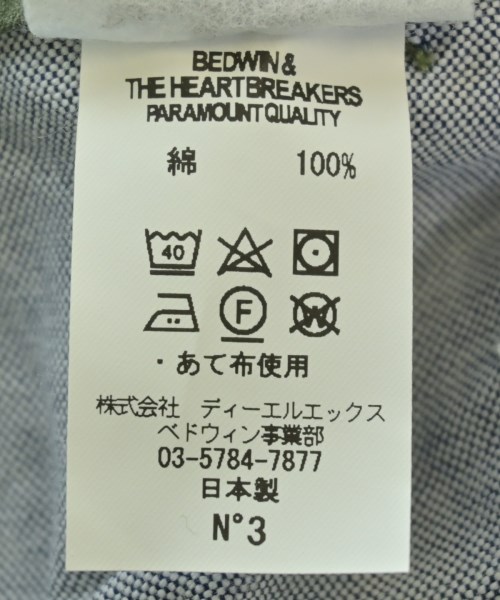 BEDWIN &
THE HEARTBREAKERS
PARAMOUNT QUALITY
綿 100%
40
F W
・あて布使用
株式会社 ディーエルエックス
ベドウィン事業部
03-5784-7877
日本製
N°3